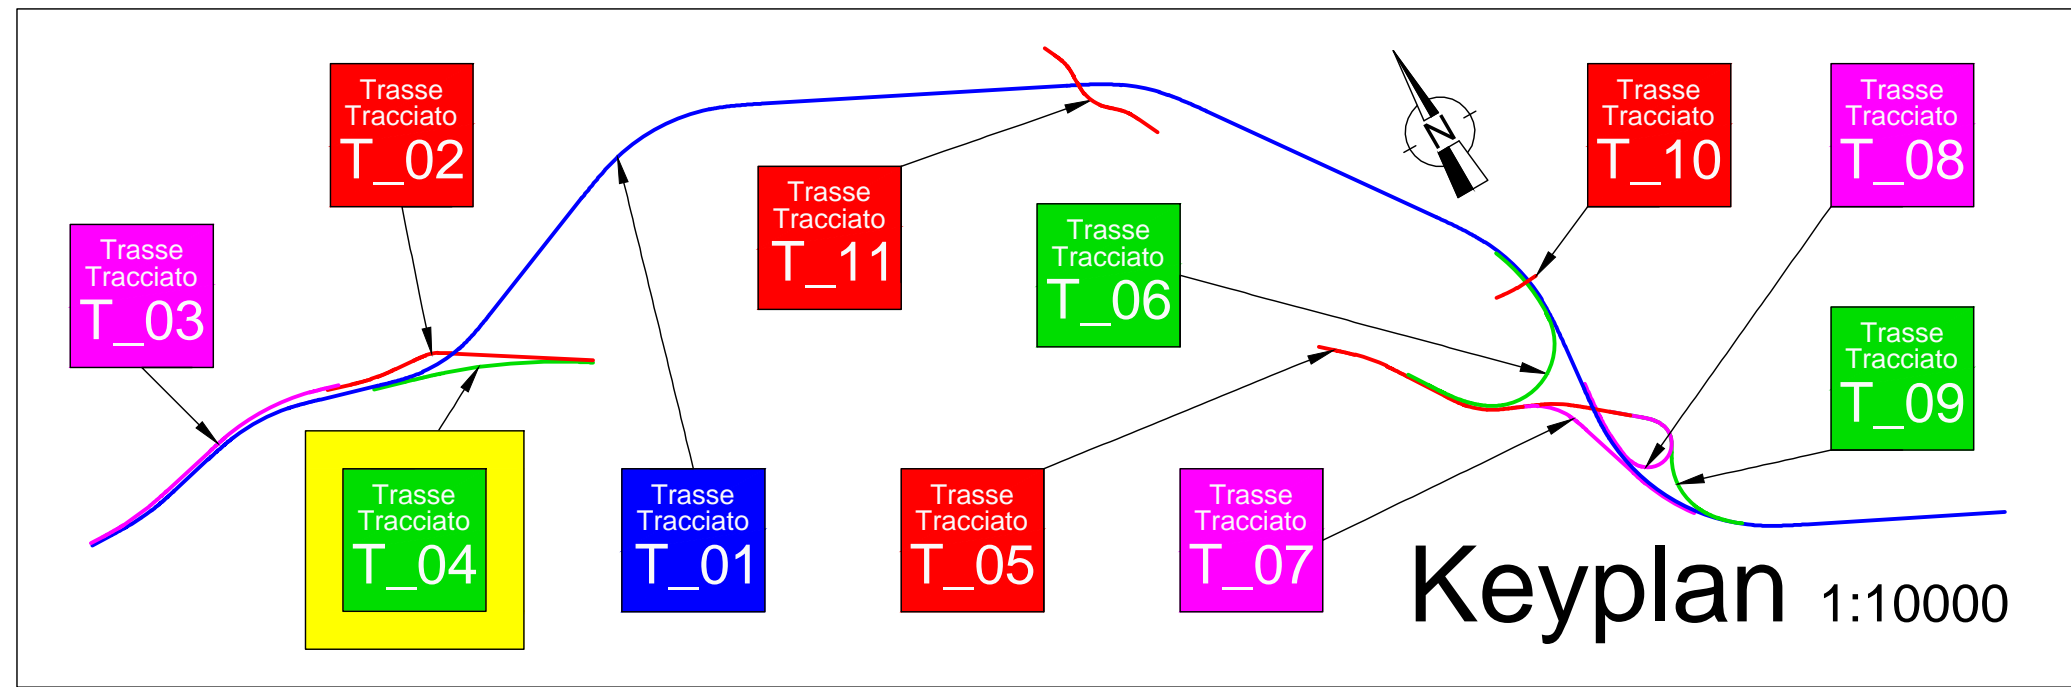 Trasse
Tracciato
T_02
Trasse
Tracciato
T_10
Trasse
Tracciato
T_08
Trasse
Tracciato
T_11
Trasse
Tracciato
T_06
Trasse
Tracciato
T_03
Trasse
Tracciato
T_09
Trasse
Tracciato
T_04
Trasse
Tracciato
T_01
Trasse
Tracciato
T_05
Trasse
Tracciato
T_07
N
Keyplan 1:10000